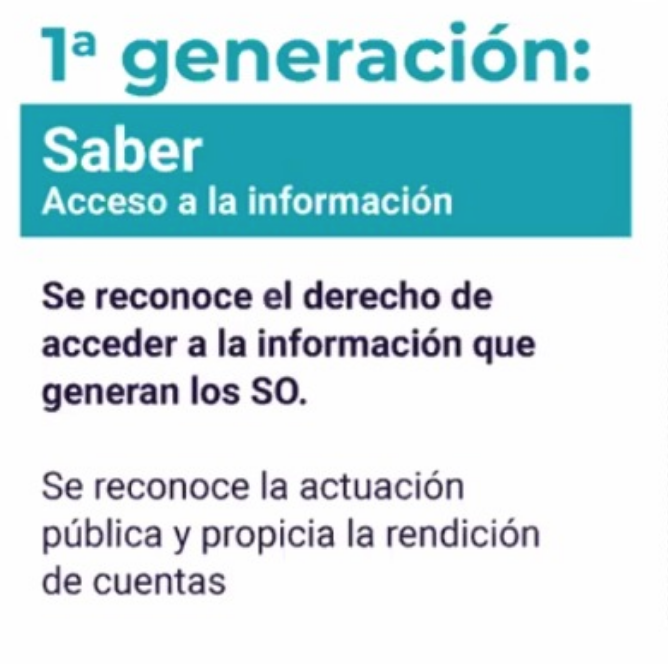 1ª generación:
Saber
Acceso a la información
Se reconoce el derecho de
acceder a la información que
generan los SO.
Se reconoce la actuación
pública y propicia la rendición
de cuentas